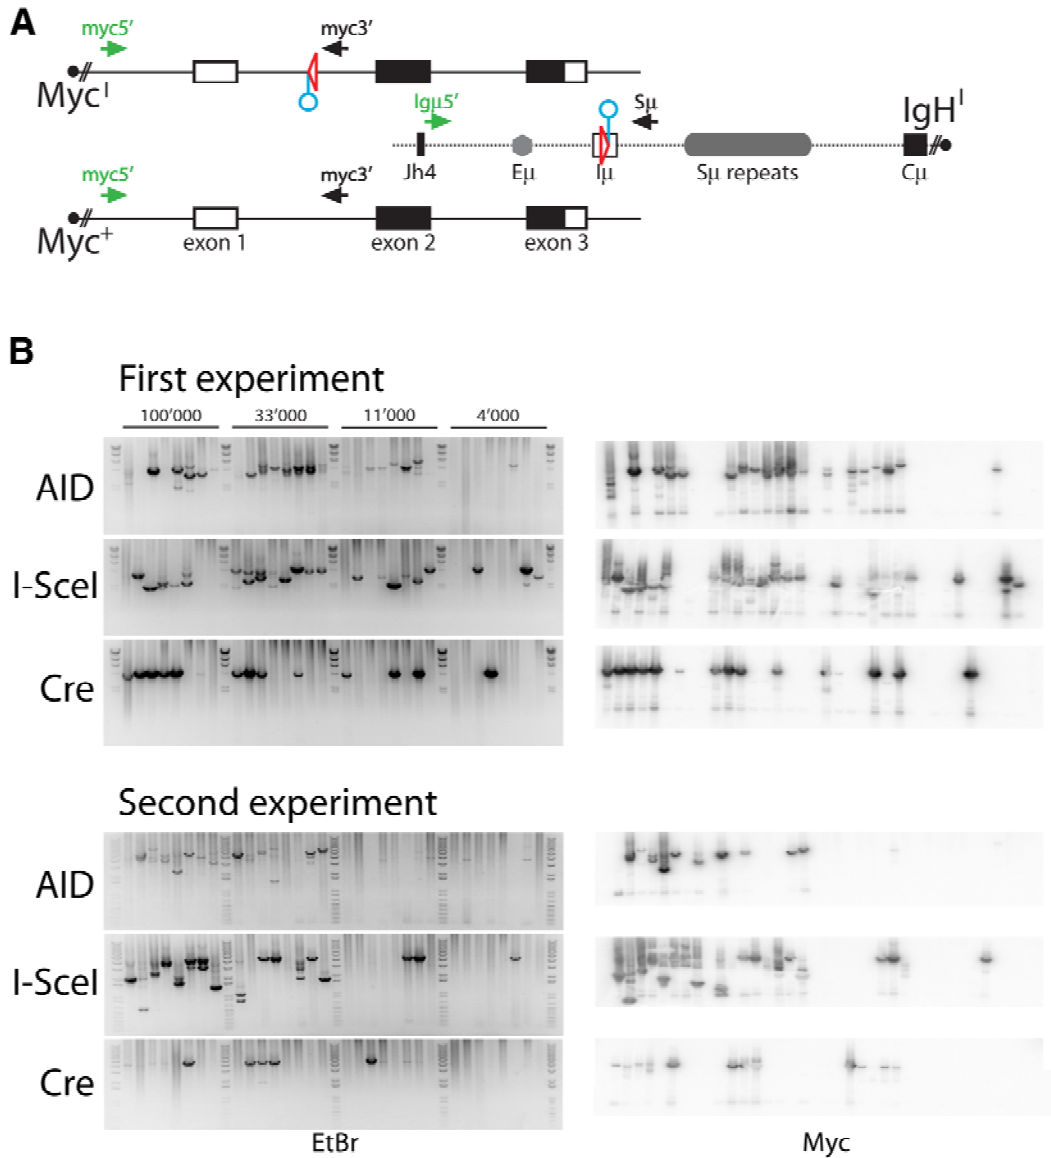 A
myc5′ myc3′
Myc^I
Igμ5′ Sμ IgH^I
Jh4 Eμ Iμ Sμ repeats Cμ
myc5′ myc3′
Myc^+ exon 1 exon 2 exon 3
B
First experiment
100′000 33′000 11′000 4′000
AID
I-SceI
Cre
Second experiment
AID
I-SceI
Cre
EtBr Myc